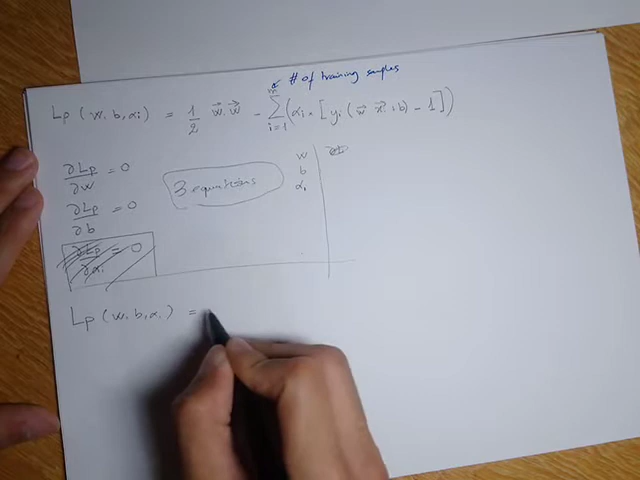 # of training samples
Lp (w, b, αi) = 1/2 w⃗.w⃗ - Σ_{i=1}^{m} (αi * [yi (w⃗ x⃗i + b) - 1])
∂Lp/∂w = 0
3 equations
w
b
αi
∂Lp/∂b = 0
∂Lp/∂αi = 0
Lp (w, b, αi) =